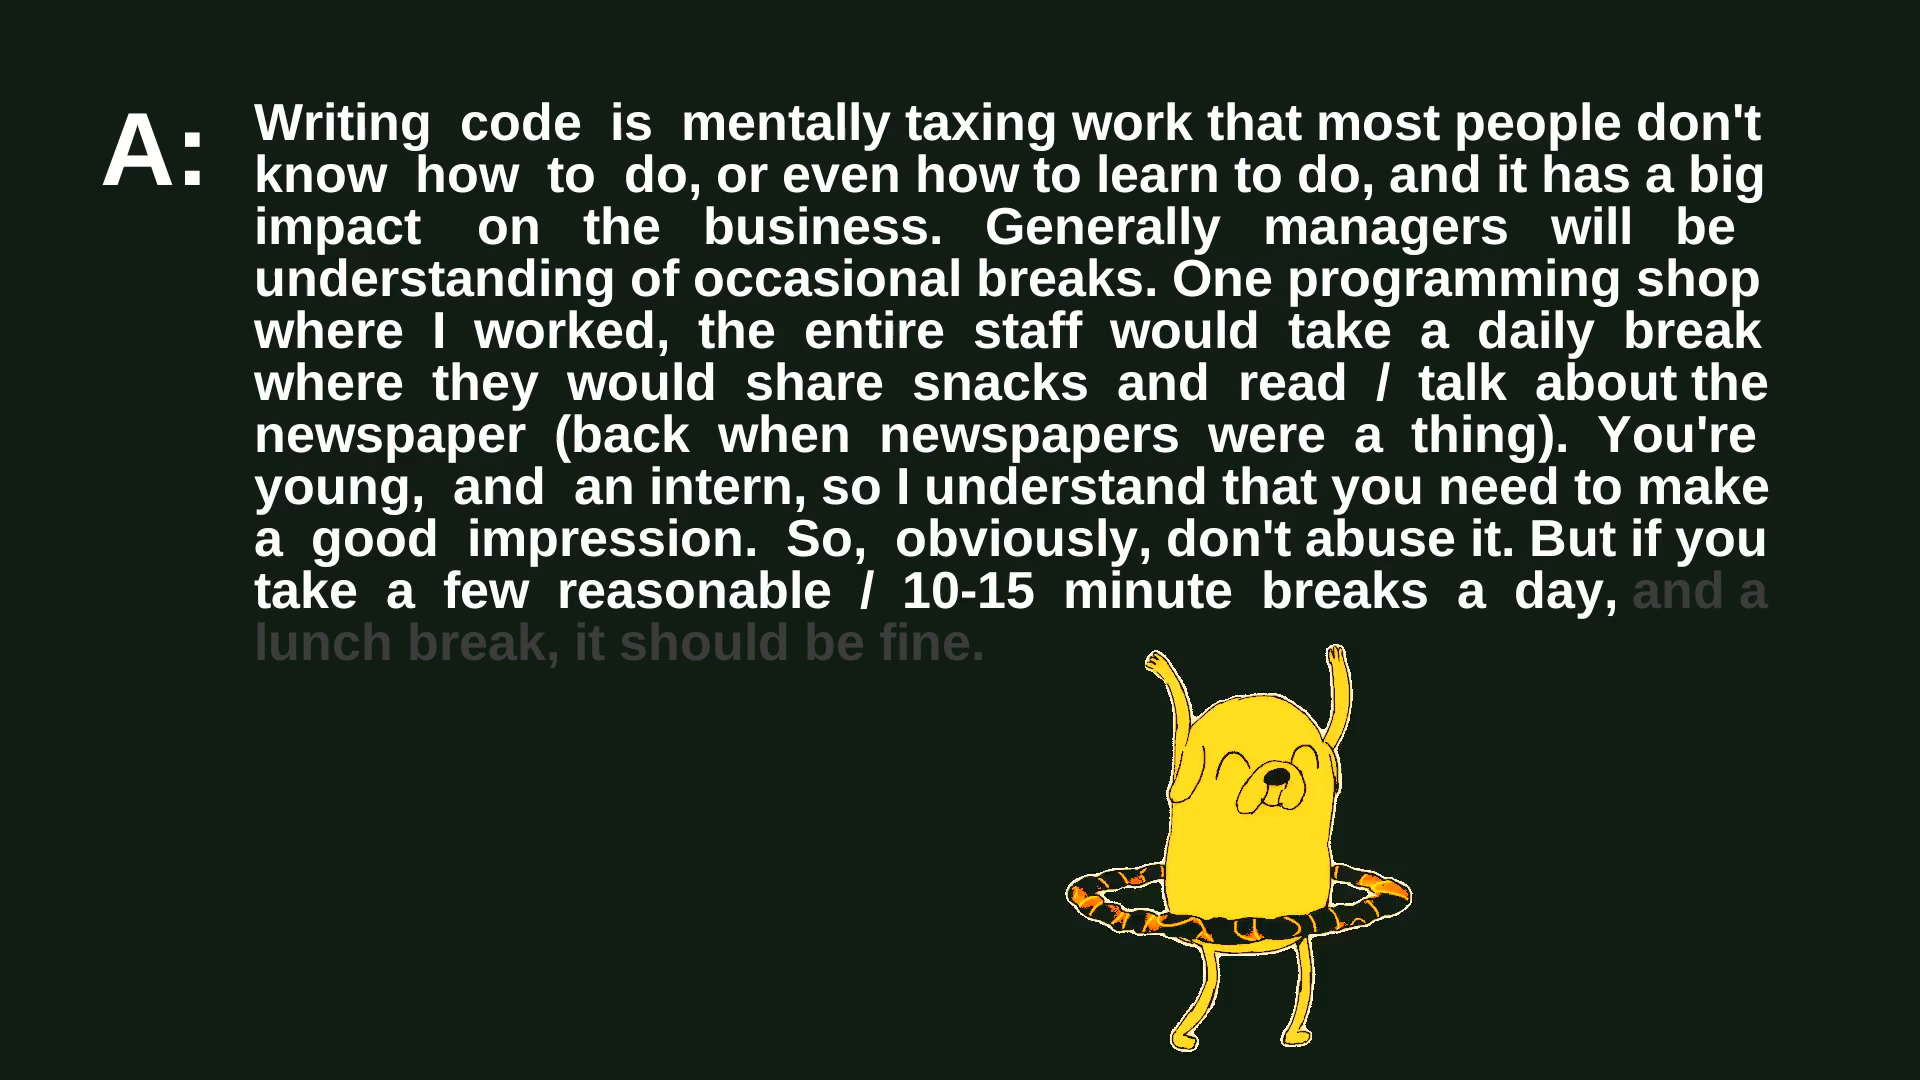 A:
Writing code is mentally taxing work that most people don't
know how to do, or even how to learn to do, and it has a big
impact on the business. Generally managers will be
understanding of occasional breaks. One programming shop
where I worked, the entire staff would take a daily break
where they would share snacks and read / talk about the
newspaper (back when newspapers were a thing). You're
young, and an intern, so I understand that you need to make
a good impression. So, obviously, don't abuse it. But if you
take a few reasonable / 10-15 minute breaks a day, and a
lunch break, it should be fine.